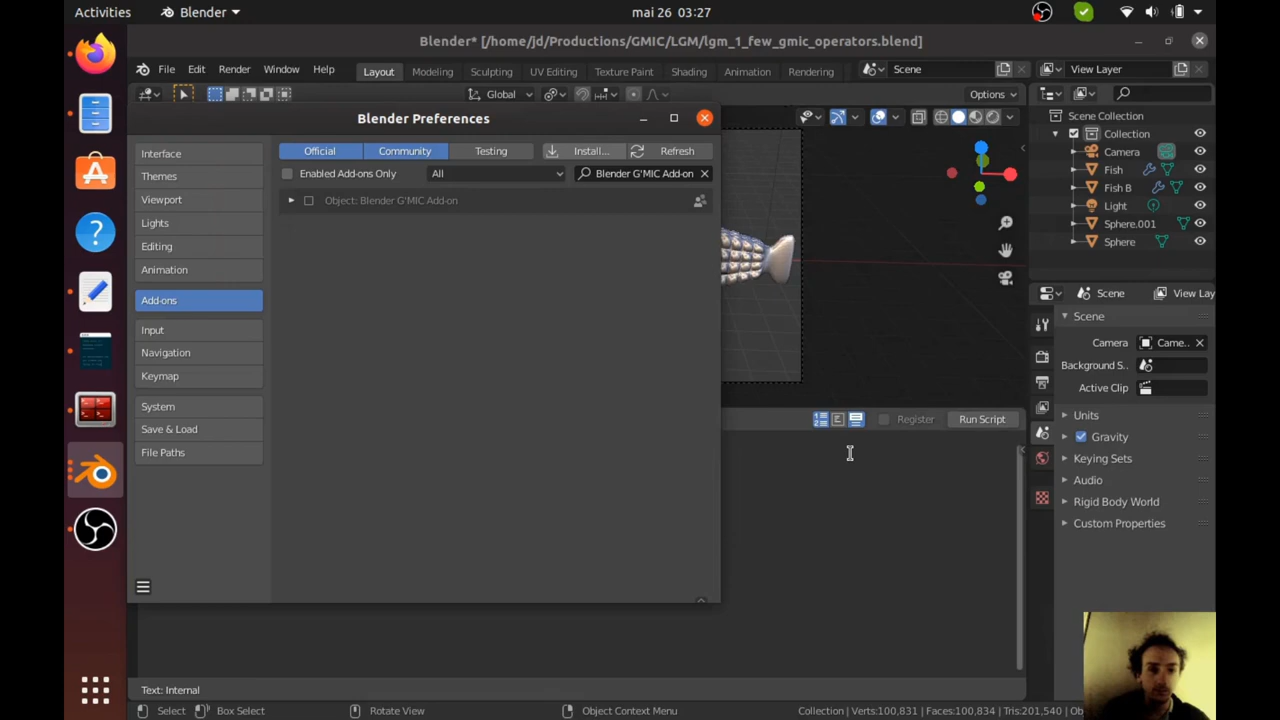 Activities
Blender
mai 26 03:27
Blender* [/home/jd/Productions/GMIC/LGM/lgm_1_few_gmic_operators.blend]
File Edit Render Window Help
Layout Modeling Sculpting UV Editing Texture Paint Shading Animation Rendering
Scene
View Layer
Global
Options
Blender Preferences
Interface
Themes
Viewport
Lights
Editing
Animation
Add-ons
Input
Navigation
Keymap
System
Save & Load
File Paths
Official Community Testing Install... Refresh
Enabled Add-ons Only All Blender G'MIC Add-on
Object: Blender G'MIC Add-on
Scene Collection
Collection
Camera
Fish
Fish B
Light
Sphere.001
Sphere
Scene View Lay
Scene
Camera Came...
Background S..
Active Clip
Units
Gravity
Keying Sets
Audio
Rigid Body World
Custom Properties
Register Run Script
Text: Internal
Select Box Select Rotate View Object Context Menu
Collection | Verts:100,831 | Faces:100,834 | Tris:201,540 | Ob